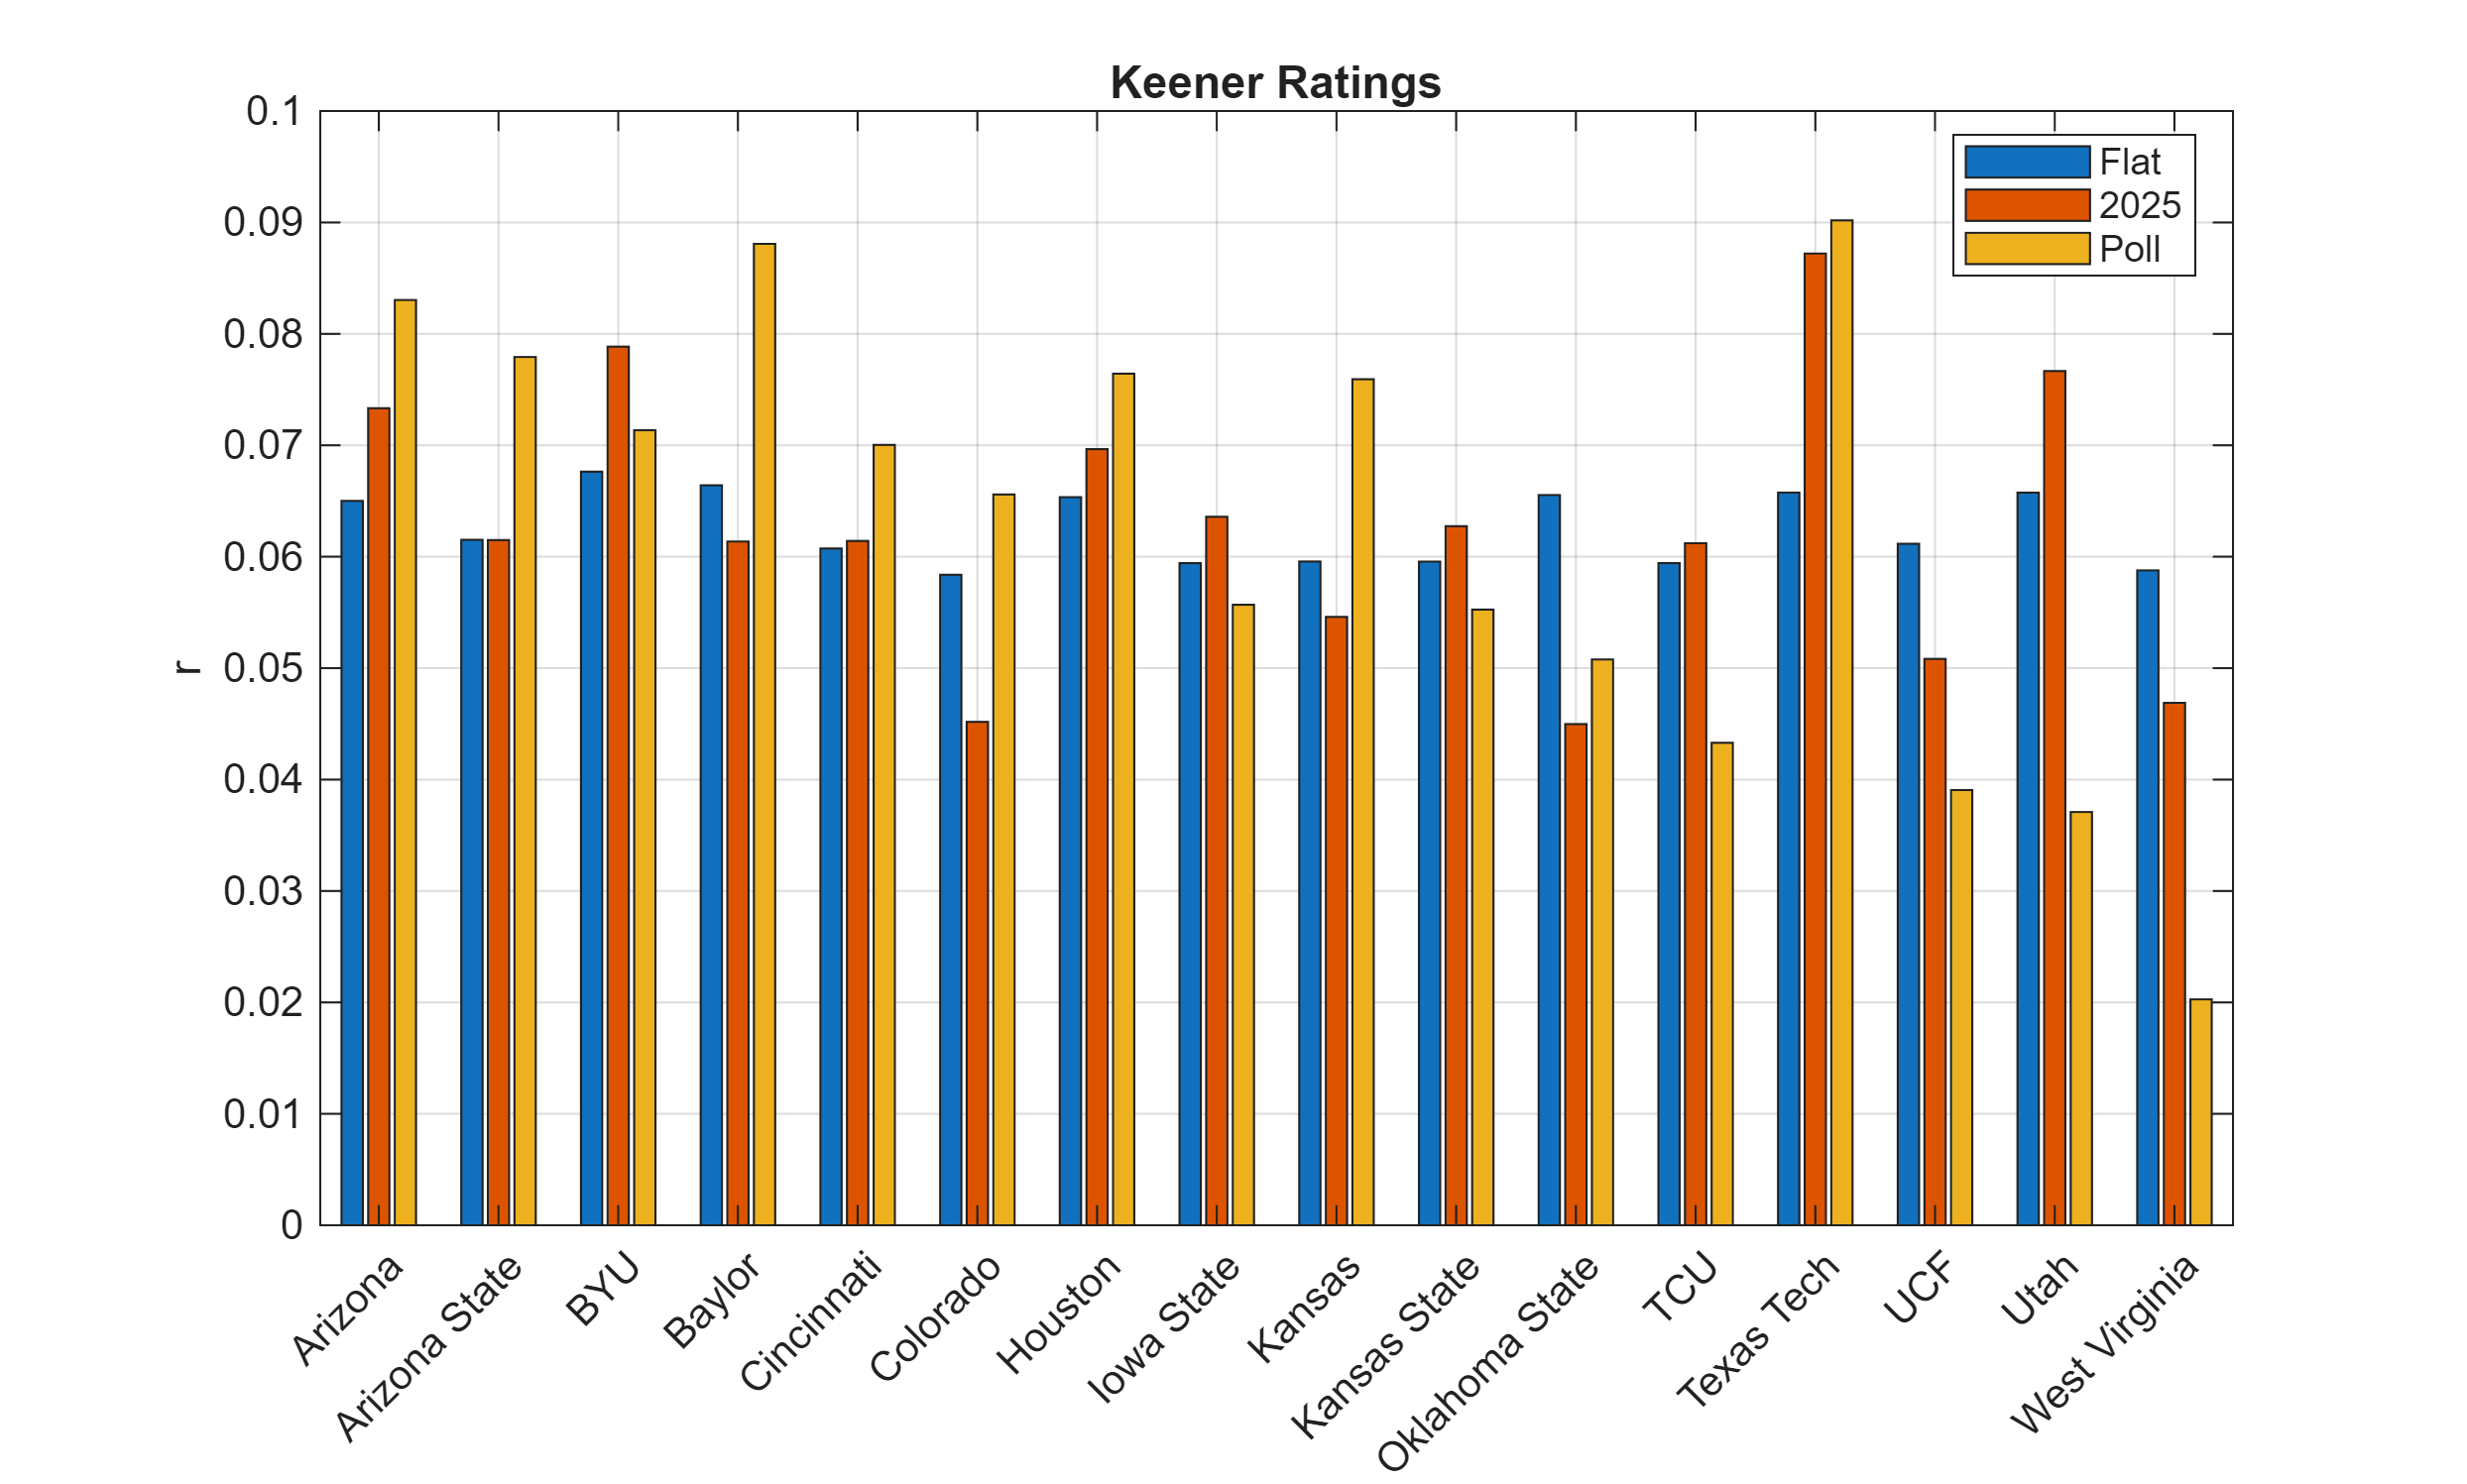 Keener Ratings
0.1
0.09
0.08
0.07
0.06
0.05
0.04
0.03
0.02
0.01
0
r
Flat
2025
Poll
Arizona
Arizona State
BYU
Baylor
Cincinnati
Colorado
Houston
Iowa State
Kansas
Kansas State
Oklahoma State
TCU
Texas Tech
UCF
Utah
West Virginia